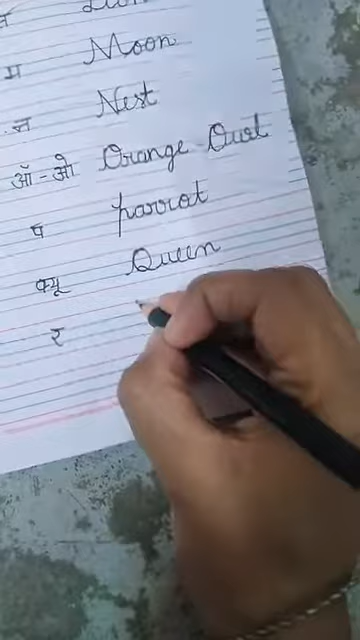 म Moon
न Nest
ऑ - ओ Orange - Owl
प parrot
क्यू Queen
र